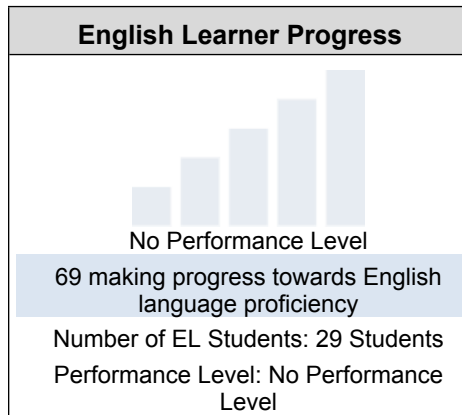 English Learner Progress
No Performance Level
69 making progress towards English
language proficiency
Number of EL Students: 29 Students
Performance Level: No Performance
Level